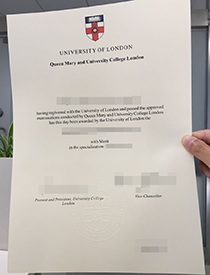 UNIVERSITY OF LONDON
Queen Mary and University College London
having registered with the University of London and passed the approved
examinations conducted by Queen Mary and University College London
has this day been awarded by the University of London the
with Merit
in the specialization
Provost and President, University College
London
Vice-Chancellor